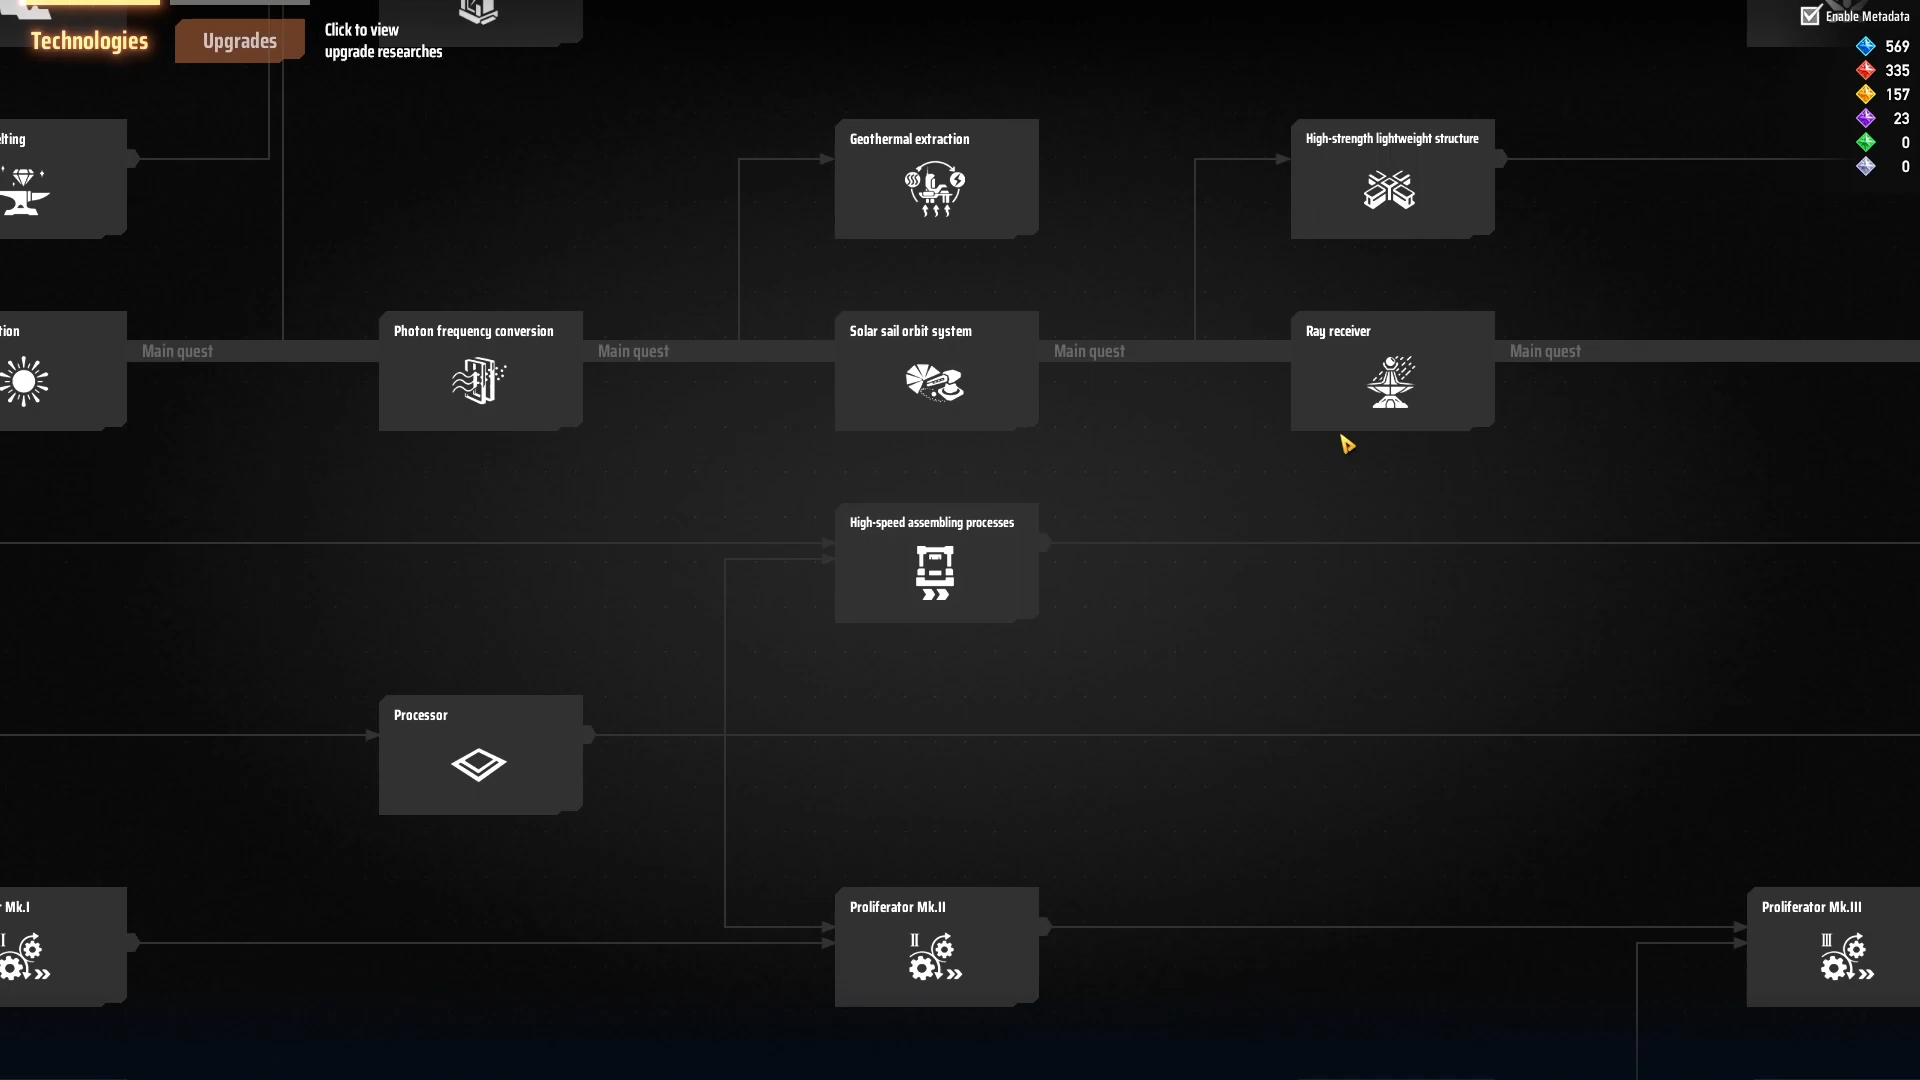 Technologies
Upgrades
Click to view
upgrade researches
Enable Metadata
569
335
157
23
0
0
lting
Geothermal extraction
High-strength lightweight structure
tion
Main quest
Photon frequency conversion
Main quest
Solar sail orbit system
Main quest
Ray receiver
Main quest
High-speed assembling processes
Processor
Mk.I
I
Proliferator Mk.II
II
Proliferator Mk.III
III